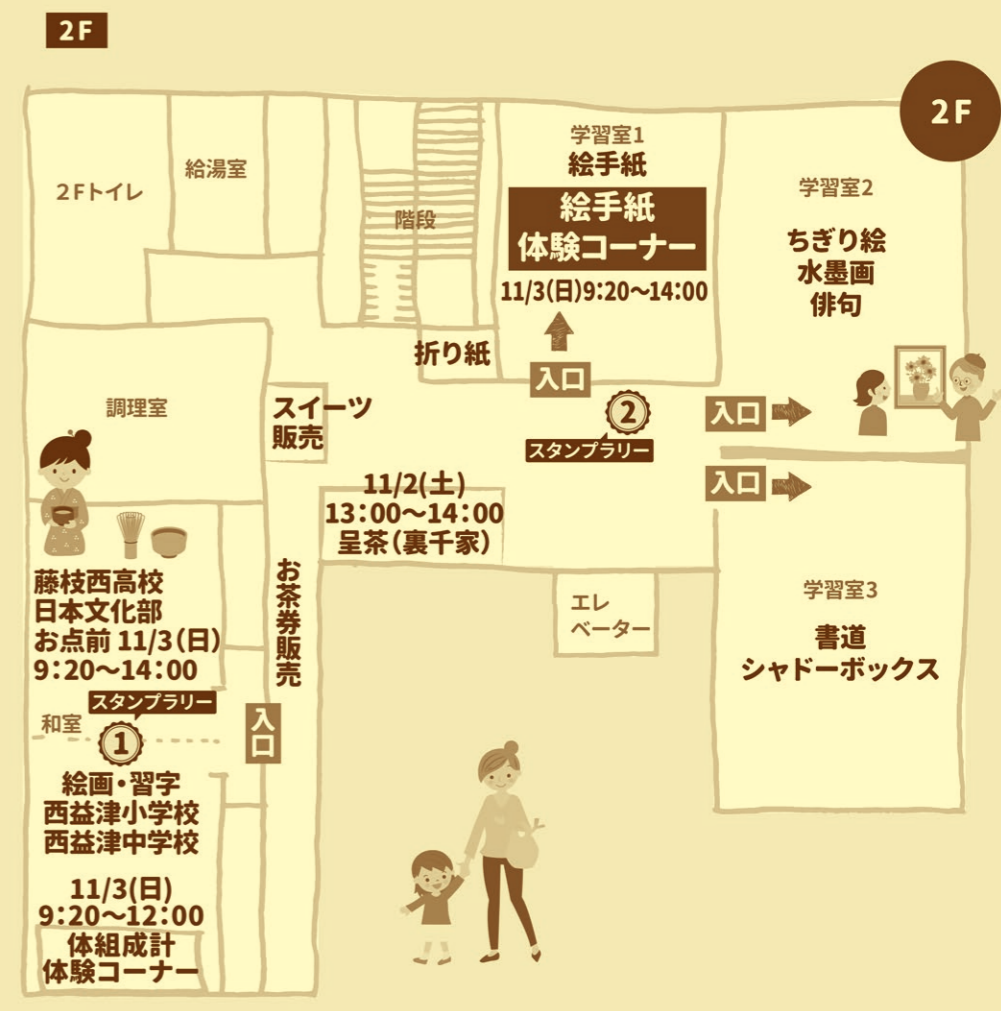 2F
2F
2Fトイレ
給湯室
階段
学習室1
絵手紙
絵手紙
体験コーナー
11/3(日)9:20〜14:00
入口
学習室2
ちぎり絵
水墨画
俳句
折り紙
調理室
スイーツ
販売
2
スタンプラリー
入口
入口
11/2(土)
13:00〜14:00
呈茶(裏千家)
藤枝西高校
日本文化部
お点前 11/3(日)
9:20〜14:00
お茶券販売
エレ
ベーター
学習室3
書道
シャドーボックス
スタンプラリー
和室
1
入口
絵画・習字
西益津小学校
西益津中学校
11/3(日)
9:20〜12:00
体組成計
体験コーナー